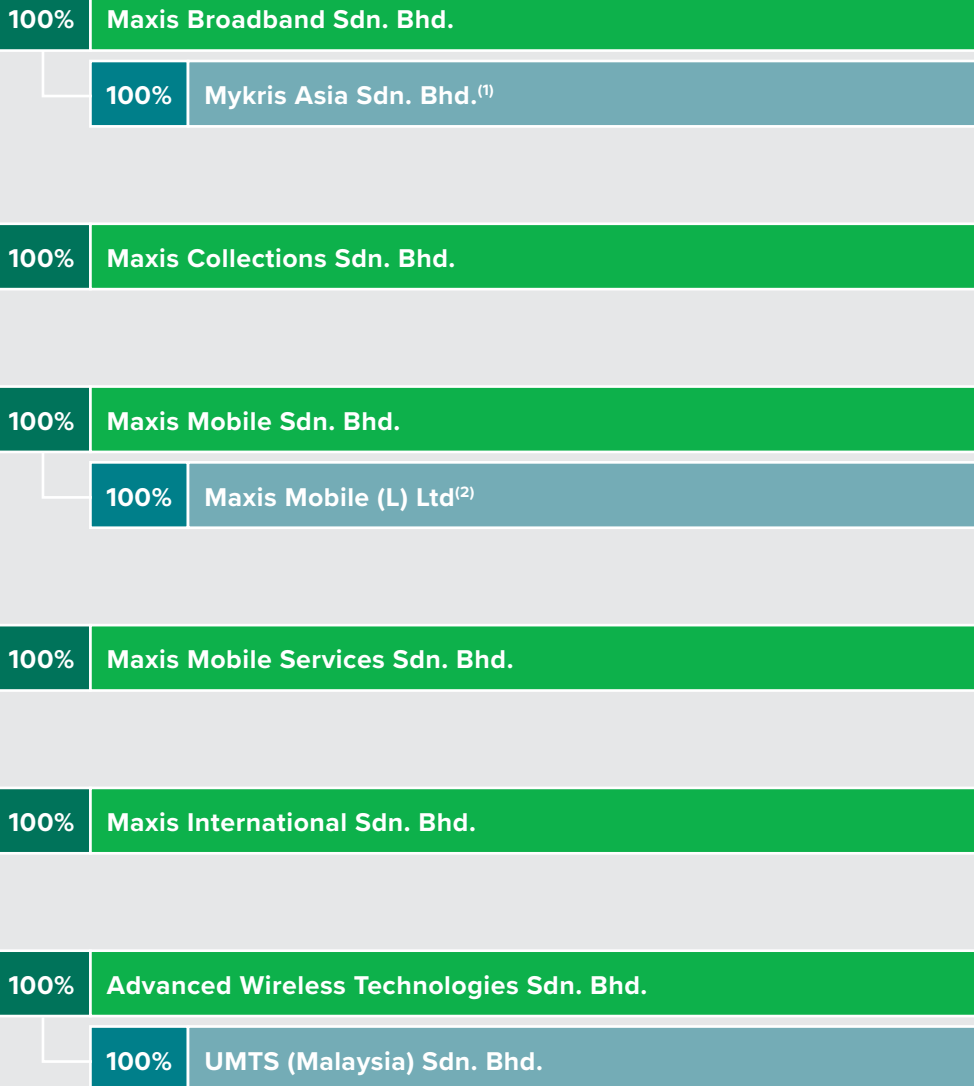 100% Maxis Broadband Sdn. Bhd.
100% Mykris Asia Sdn. Bhd.(1)
100% Maxis Collections Sdn. Bhd.
100% Maxis Mobile Sdn. Bhd.
100% Maxis Mobile (L) Ltd(2)
100% Maxis Mobile Services Sdn. Bhd.
100% Maxis International Sdn. Bhd.
100% Advanced Wireless Technologies Sdn. Bhd.
100% UMTS (Malaysia) Sdn. Bhd.